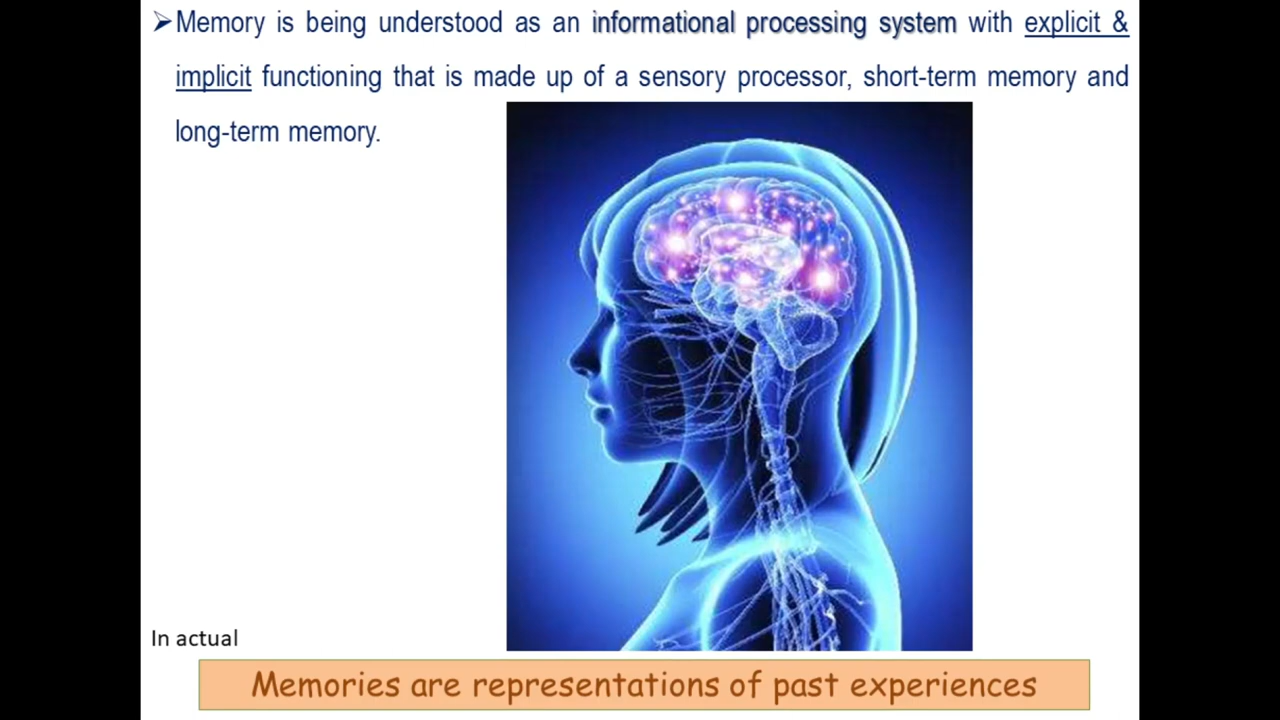 ➢Memory is being understood as an informational processing system with explicit &
implicit functioning that is made up of a sensory processor, short-term memory and
long-term memory.
In actual
Memories are representations of past experiences